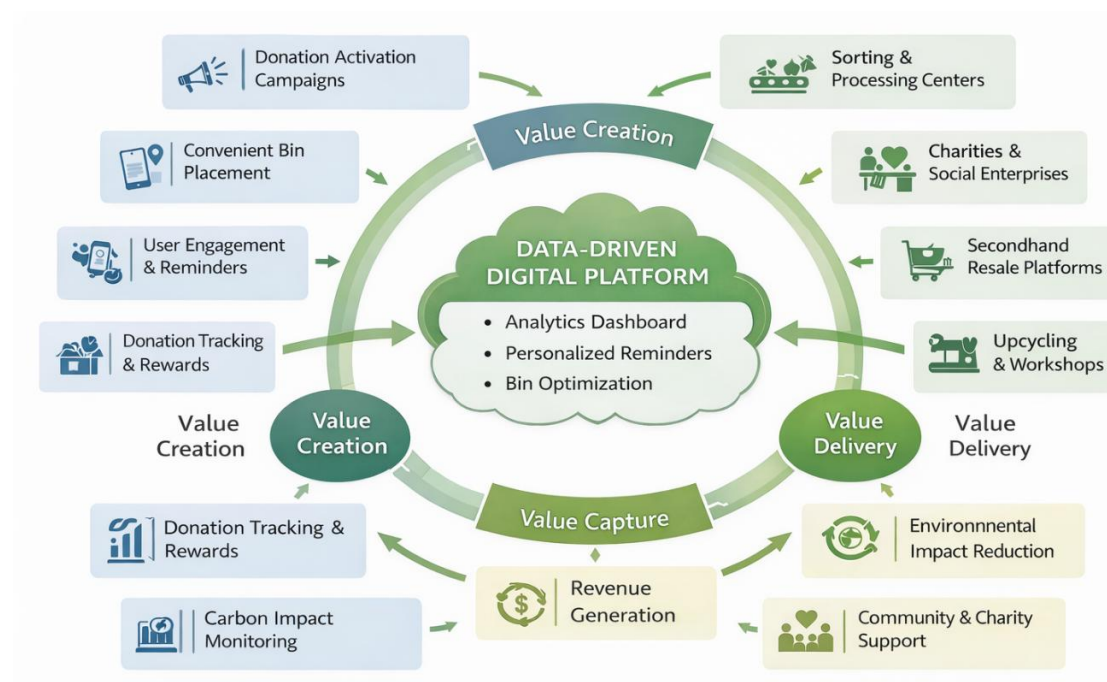 Donation Activation
Campaigns
Sorting &
Processing Centers
Value Creation
Convenient Bin
Placement
Charities &
Social Enterprises
User Engagement
& Reminders
Secondhand
Resale Platforms
DATA-DRIVEN
DIGITAL PLATFORM
• Analytics Dashboard
• Personalized Reminders
• Bin Optimization
Donation Tracking
& Rewards
Upcycling
& Workshops
Value
Creation
Value
Creation
Value
Delivery
Value
Delivery
Donation Tracking &
Rewards
Value Capture
Environnnental
Impact Reduction
Revenue
Generation
$
Carbon Impact
Monitoring
Community & Charity
Support